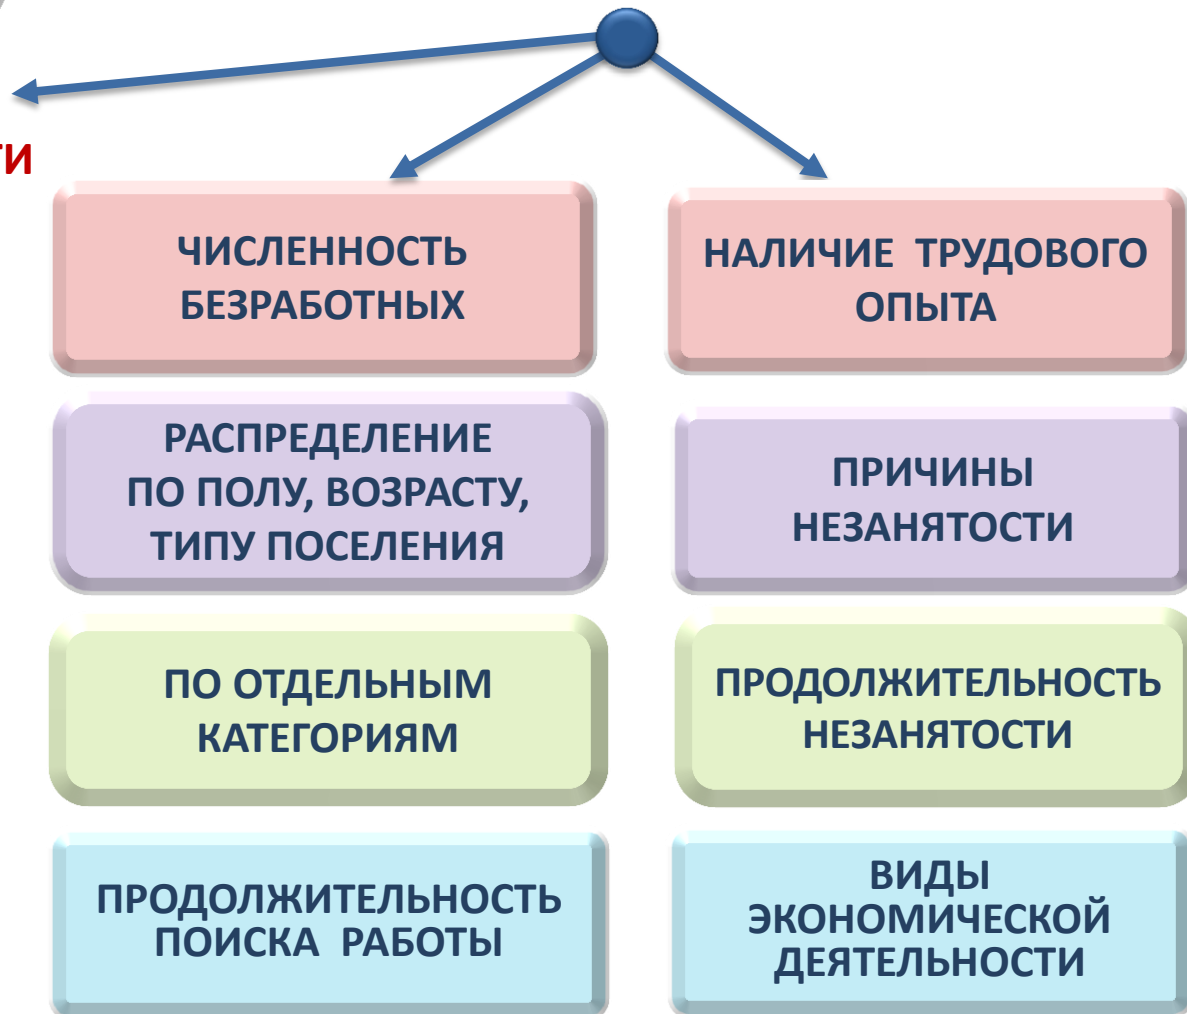 ТИ
ЧИСЛЕННОСТЬ
БЕЗРАБОТНЫХ
НАЛИЧИЕ ТРУДОВОГО
ОПЫТА
РАСПРЕДЕЛЕНИЕ
ПО ПОЛУ, ВОЗРАСТУ,
ТИПУ ПОСЕЛЕНИЯ
ПРИЧИНЫ
НЕЗАНЯТОСТИ
ПО ОТДЕЛЬНЫМ
КАТЕГОРИЯМ
ПРОДОЛЖИТЕЛЬНОСТЬ
НЕЗАНЯТОСТИ
ПРОДОЛЖИТЕЛЬНОСТЬ
ПОИСКА РАБОТЫ
ВИДЫ
ЭКОНОМИЧЕСКОЙ
ДЕЯТЕЛЬНОСТИ